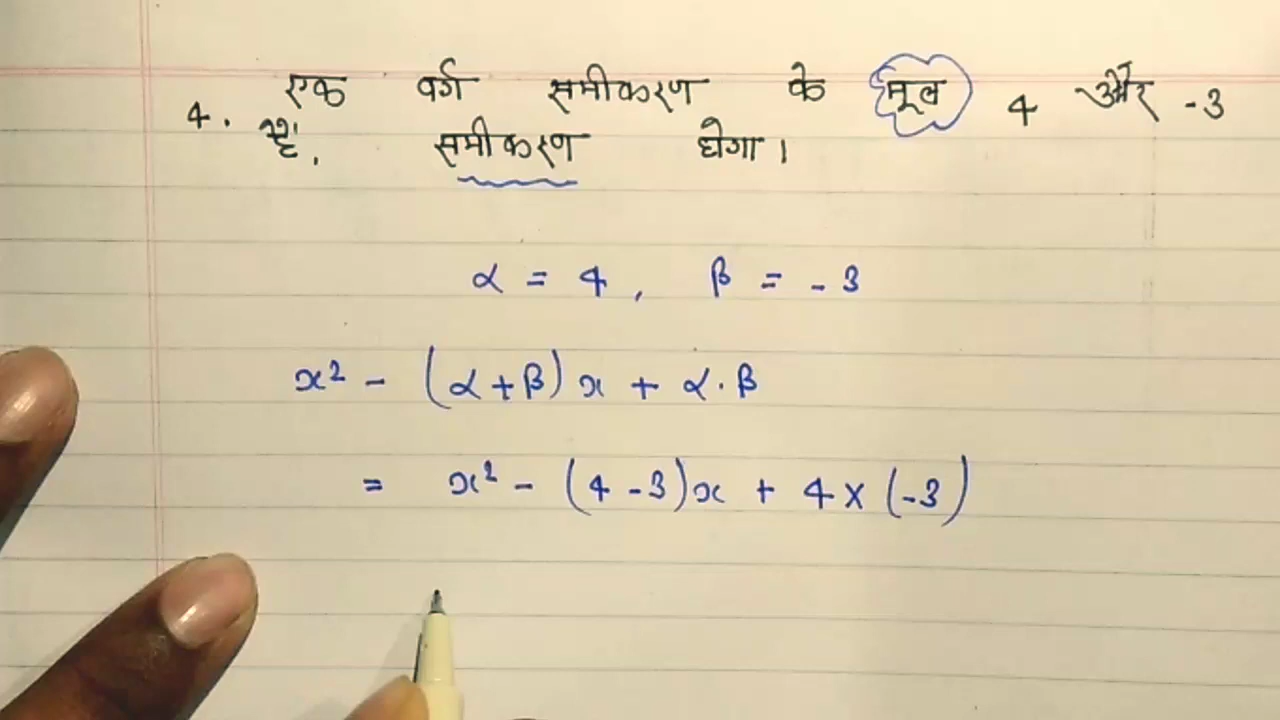 4. एक वर्ग समीकरण के मूल 4 और -3
हैं, समीकरण होगा।
α = 4, β = -3
x² - (α+β)x + α.β
= x² - (4-3)x + 4×(-3)